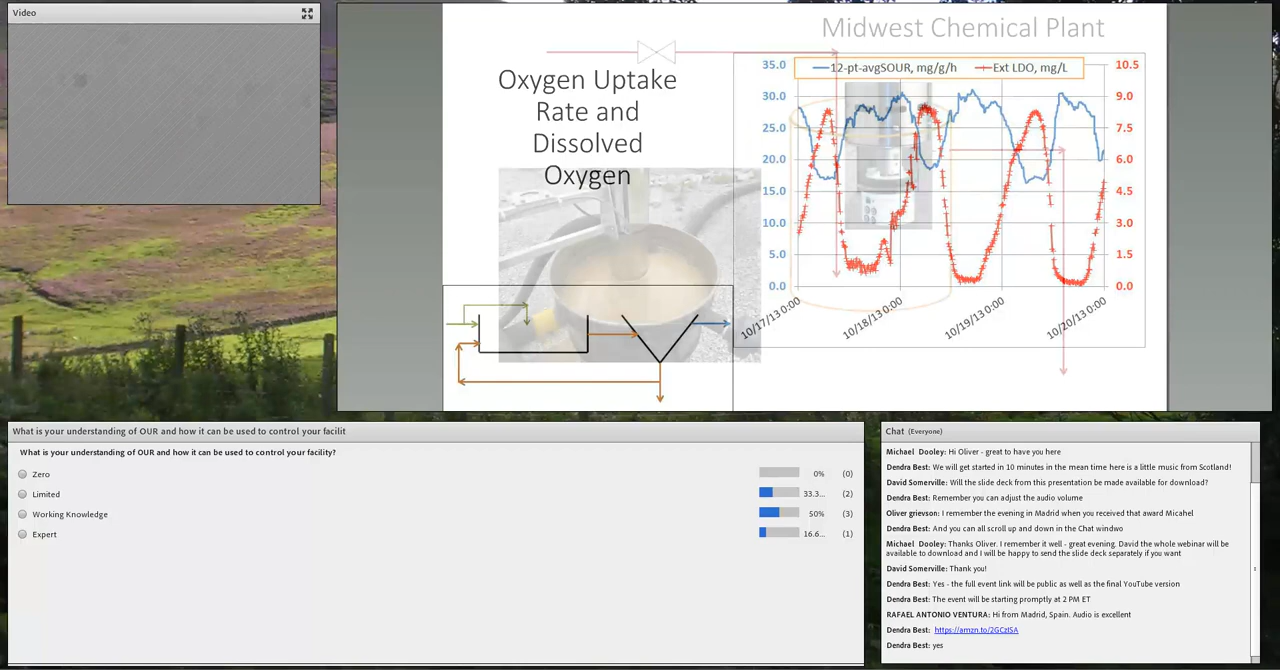 Video
Midwest Chemical Plant
Oxygen Uptake
Rate and
Dissolved
Oxygen
12-pt-avgSOUR, mg/g/h
Ext LDO, mg/L
35.0
30.0
25.0
20.0
15.0
10.0
5.0
0.0
10.5
9.0
7.5
6.0
4.5
3.0
1.5
0.0
10/17/13 0:00
10/18/13 0:00
10/19/13 0:00
10/20/13 0:00
What is your understanding of OUR and how it can be used to control your facilit
What is your understanding of OUR and how it can be used to control your facility?
Zero 0% (0)
Limited 33.3... (2)
Working Knowledge 50% (3)
Expert 16.6... (1)
Chat (Everyone)
Michael Dooley: Hi Oliver - great to have you here
Dendra Best: We will get started in 10 minutes in the mean time here is a little music from Scotland!
David Somerville: Will the slide deck from this presentation be made available for download?
Dendra Best: Remember you can adjust the audio volume
Oliver grievson: I remember the evening in Madrid when you received that award Micahel
Dendra Best: And you can all scroll up and down in the Chat windwo
Michael Dooley: Thanks Oliver. I remember it well - great evening. David the whole webinar will be
available to download and I will be happy to send the slide deck separately if you want
David Somerville: Thank you!
Dendra Best: Yes - the full event link will be public as well as the final YouTube version
Dendra Best: The event will be starting promptly at 2 PM ET
RAFAEL ANTONIO VENTURA: Hi from Madrid, Spain. Audio is excellent
Dendra Best: https://amzn.to/2GCzISA
Dendra Best: yes